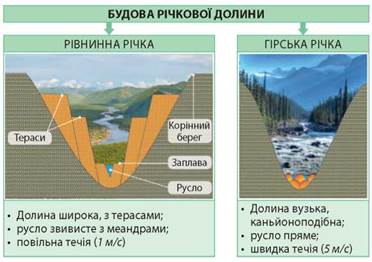 БУДОВА РІЧКОВОЇ ДОЛИНИ
РІВНИННА РІЧКА
Тераси
Корінний
берег
Заплава
Русло
• Долина широка, з терасами;
• русло звивисте з меандрами;
• повільна течія (1 м/с)
ГІРСЬКА РІЧКА
• Долина вузька,
каньйоноподібна;
• русло пряме;
• швидка течія (5 м/с)